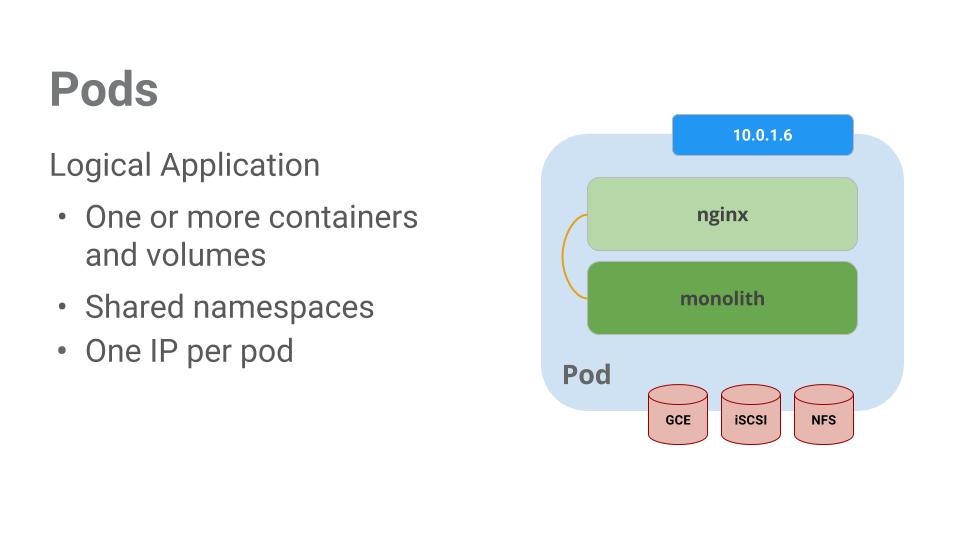 Pods
Logical Application
• One or more containers
and volumes
• Shared namespaces
• One IP per pod
10.0.1.6
nginx
monolith
Pod
GCE
iSCSI
NFS